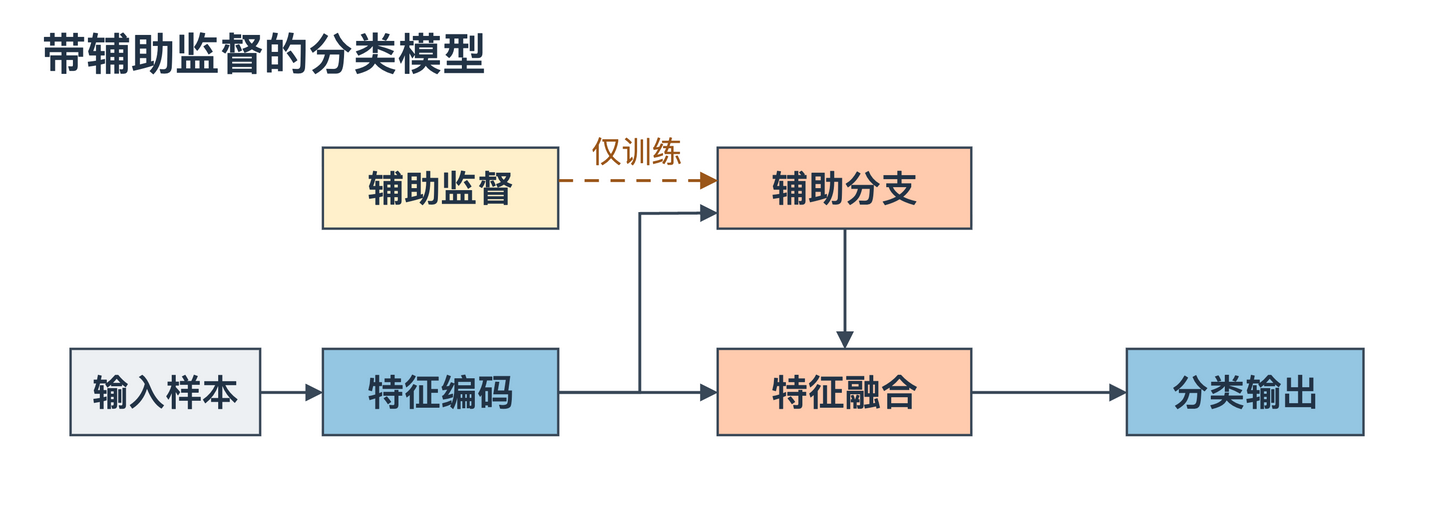 带辅助监督的分类模型
仅训练
辅助监督
辅助分支
输入样本
特征编码
特征融合
分类输出